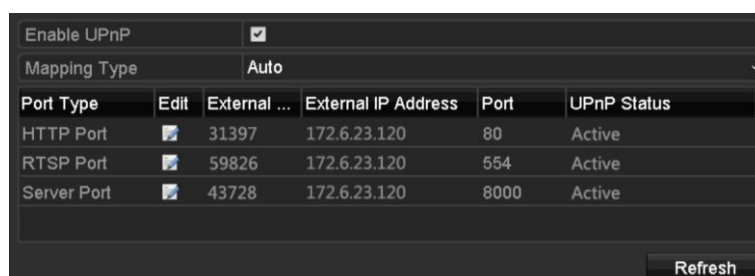 Enable UPnP
Mapping Type Auto
Port Type Edit External ... External IP Address Port UPnP Status
HTTP Port 31397 172.6.23.120 80 Active
RTSP Port 59826 172.6.23.120 554 Active
Server Port 43728 172.6.23.120 8000 Active
Refresh